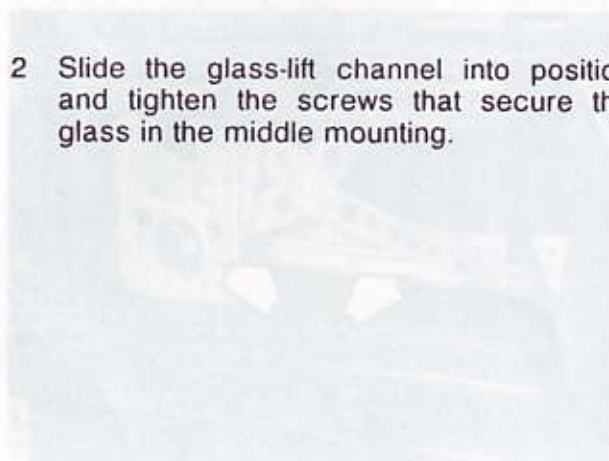 2 Slide the glass-lift channel into positio
and tighten the screws that secure th
glass in the middle mounting.